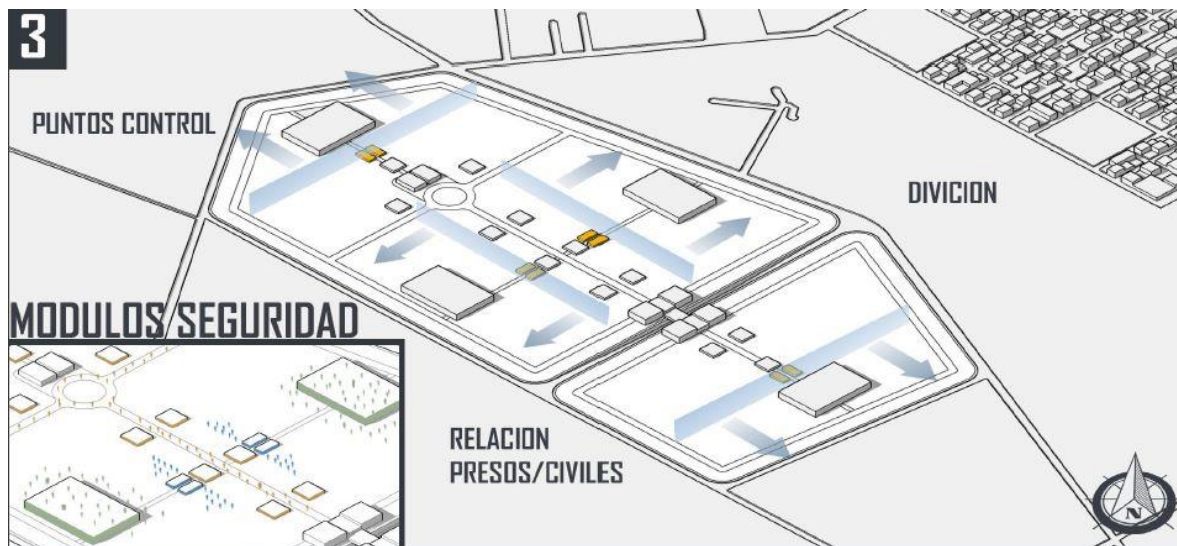 3
PUNTOS CONTROL
DIVICION
MODULOS SEGURIDAD
RELACION
PRESOS/CIVILES
N